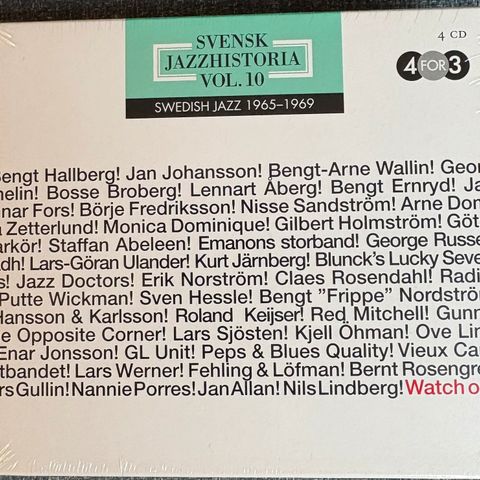 SVENSK
JAZZHISTORIA
VOL. 10
SWEDISH JAZZ 1965–1969
4 CD
4 FOR 3
Bengt Hallberg! Jan Johansson! Bengt-Arne Wallin! Geor
melin! Bosse Broberg! Lennart Åberg! Bengt Ernryd! Ja
nar Fors! Börje Fredriksson! Nisse Sandström! Arne Dom
a Zetterlund! Monica Dominique! Gilbert Holmström! Göt
arkör! Staffan Abeleen! Emanons storband! George Russe
adh! Lars-Göran Ulander! Kurt Järnberg! Blunck's Lucky Seve
s! Jazz Doctors! Erik Norström! Claes Rosendahl! Radi
Putte Wickman! Sven Hessle! Bengt ”Frippe” Nordströ
Hansson & Karlsson! Roland Keijser! Red Mitchell! Gunn
e Opposite Corner! Lars Sjösten! Kjell Öhman! Ove Lin
Enar Jonsson! GL Unit! Peps & Blues Quality! Vieux Ca
tbandet! Lars Werner! Fehling & Löfman! Bernt Rosengre
rs Gullin! Nannie Porres! Jan Allan! Nils Lindberg! Watch o